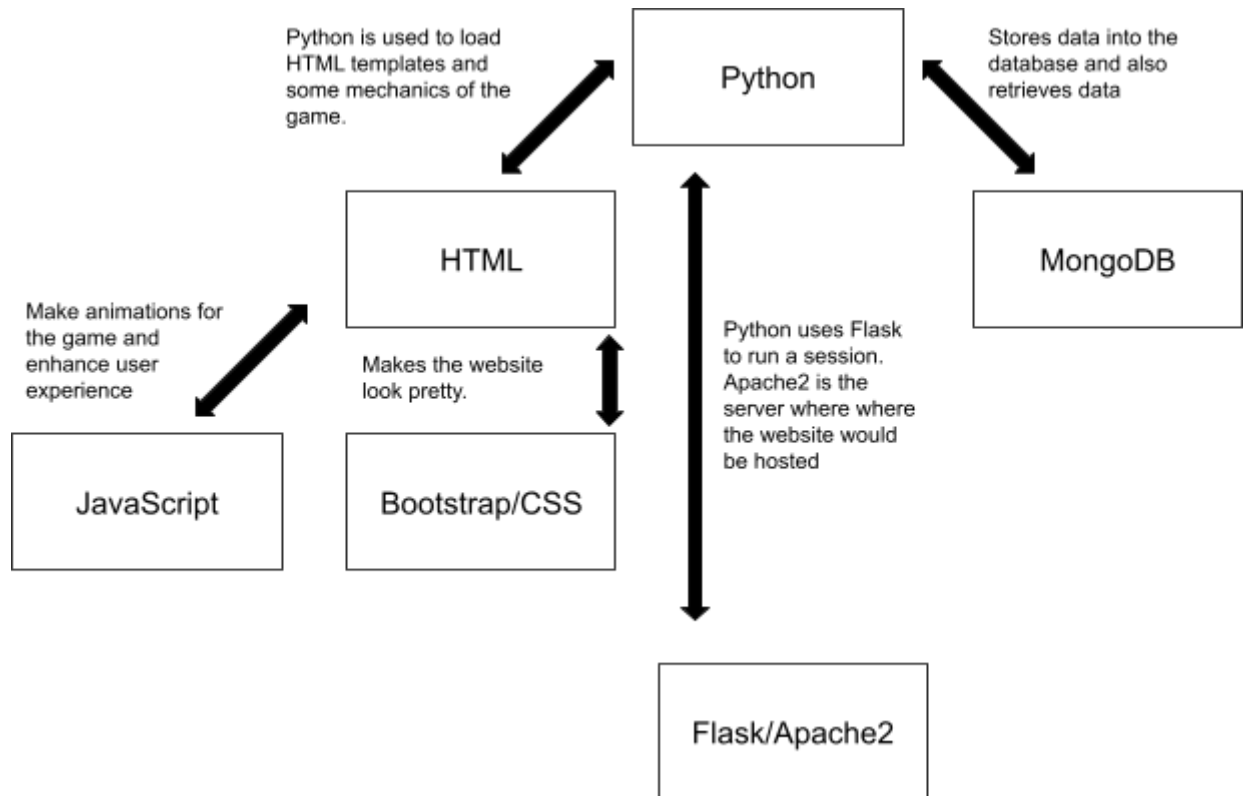 Python is used to load
HTML templates and
some mechanics of the
game.
Python
Stores data into the
database and also
retrieves data
HTML
MongoDB
Make animations for
the game and
enhance user
experience
Makes the website
look pretty.
Python uses Flask
to run a session.
Apache2 is the
server where where
the website would
be hosted
JavaScript
Bootstrap/CSS
Flask/Apache2